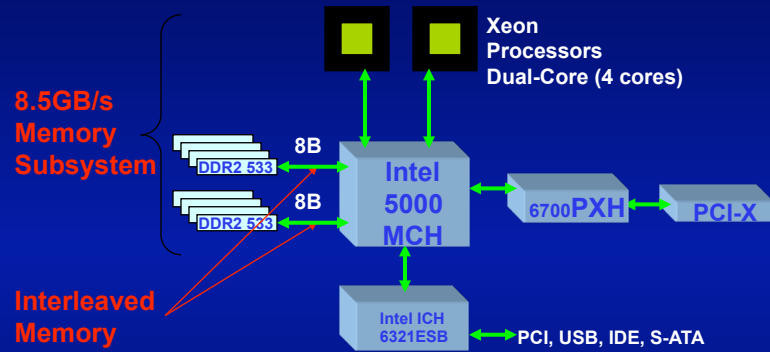 Xeon
Processors
Dual-Core (4 cores)
8.5GB/s
Memory
Subsystem
8B
DDR2 533
8B
DDR2 533
Intel
5000
MCH
6700PXH
PCI-X
Interleaved
Memory
Intel ICH
6321ESB
PCI, USB, IDE, S-ATA